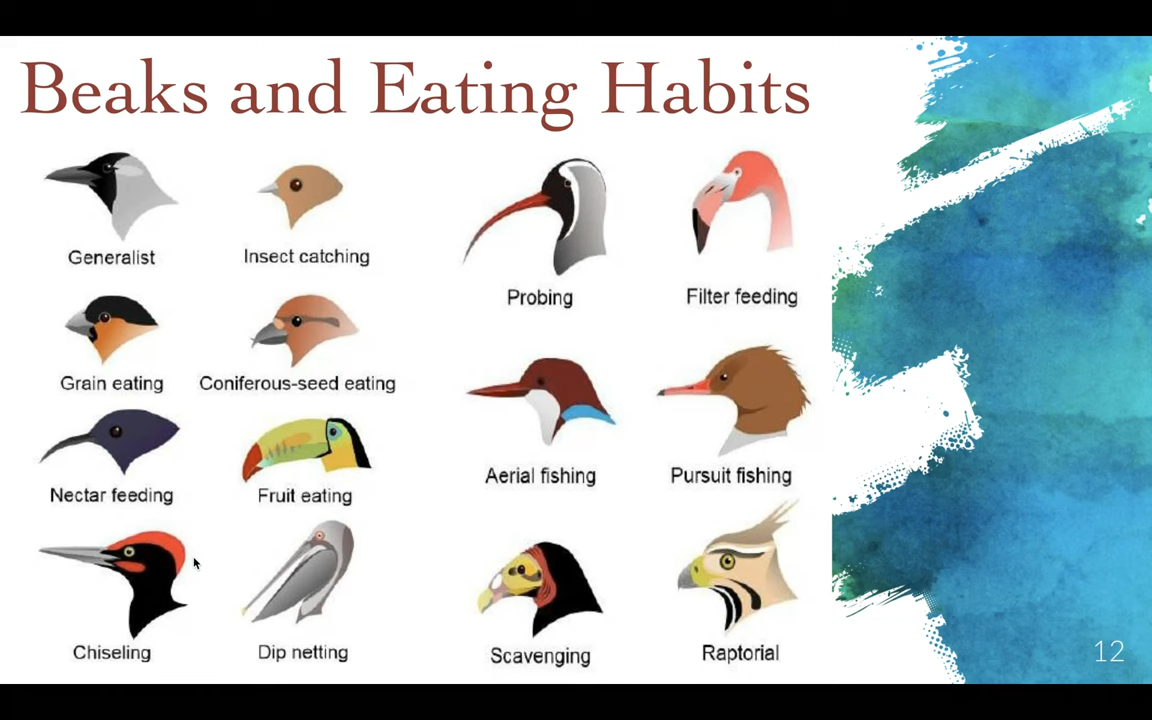 Beaks and Eating Habits
Generalist
Insect catching
Grain eating
Coniferous-seed eating
Nectar feeding
Fruit eating
Chiseling
Dip netting
Probing
Filter feeding
Aerial fishing
Pursuit fishing
Scavenging
Raptorial
12